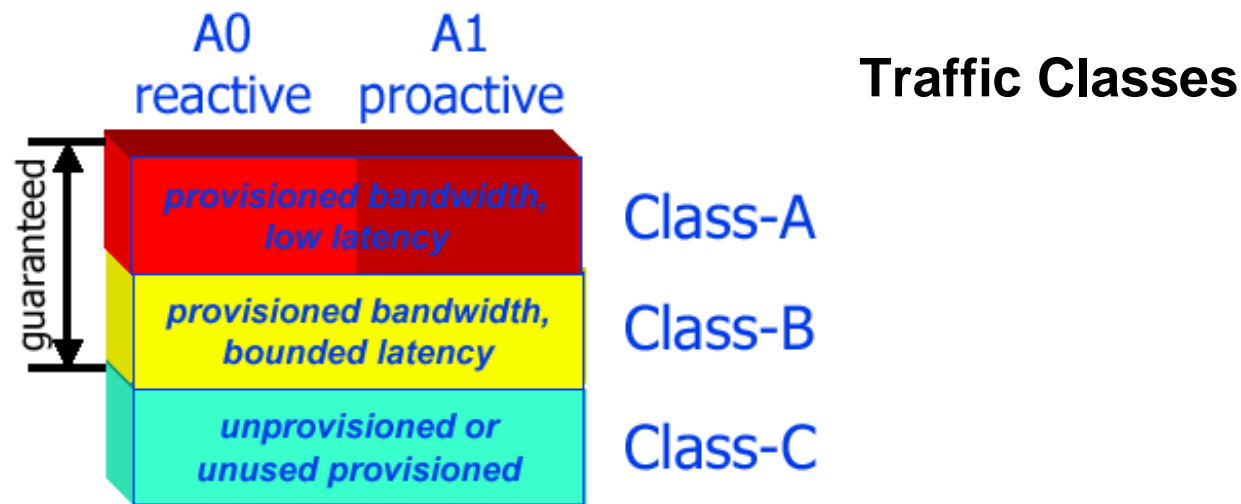 A0 A1
reactive proactive
Traffic Classes
guaranteed
provisioned bandwidth,
low latency
Class-A
provisioned bandwidth,
bounded latency
Class-B
unprovisioned or
unused provisioned
Class-C